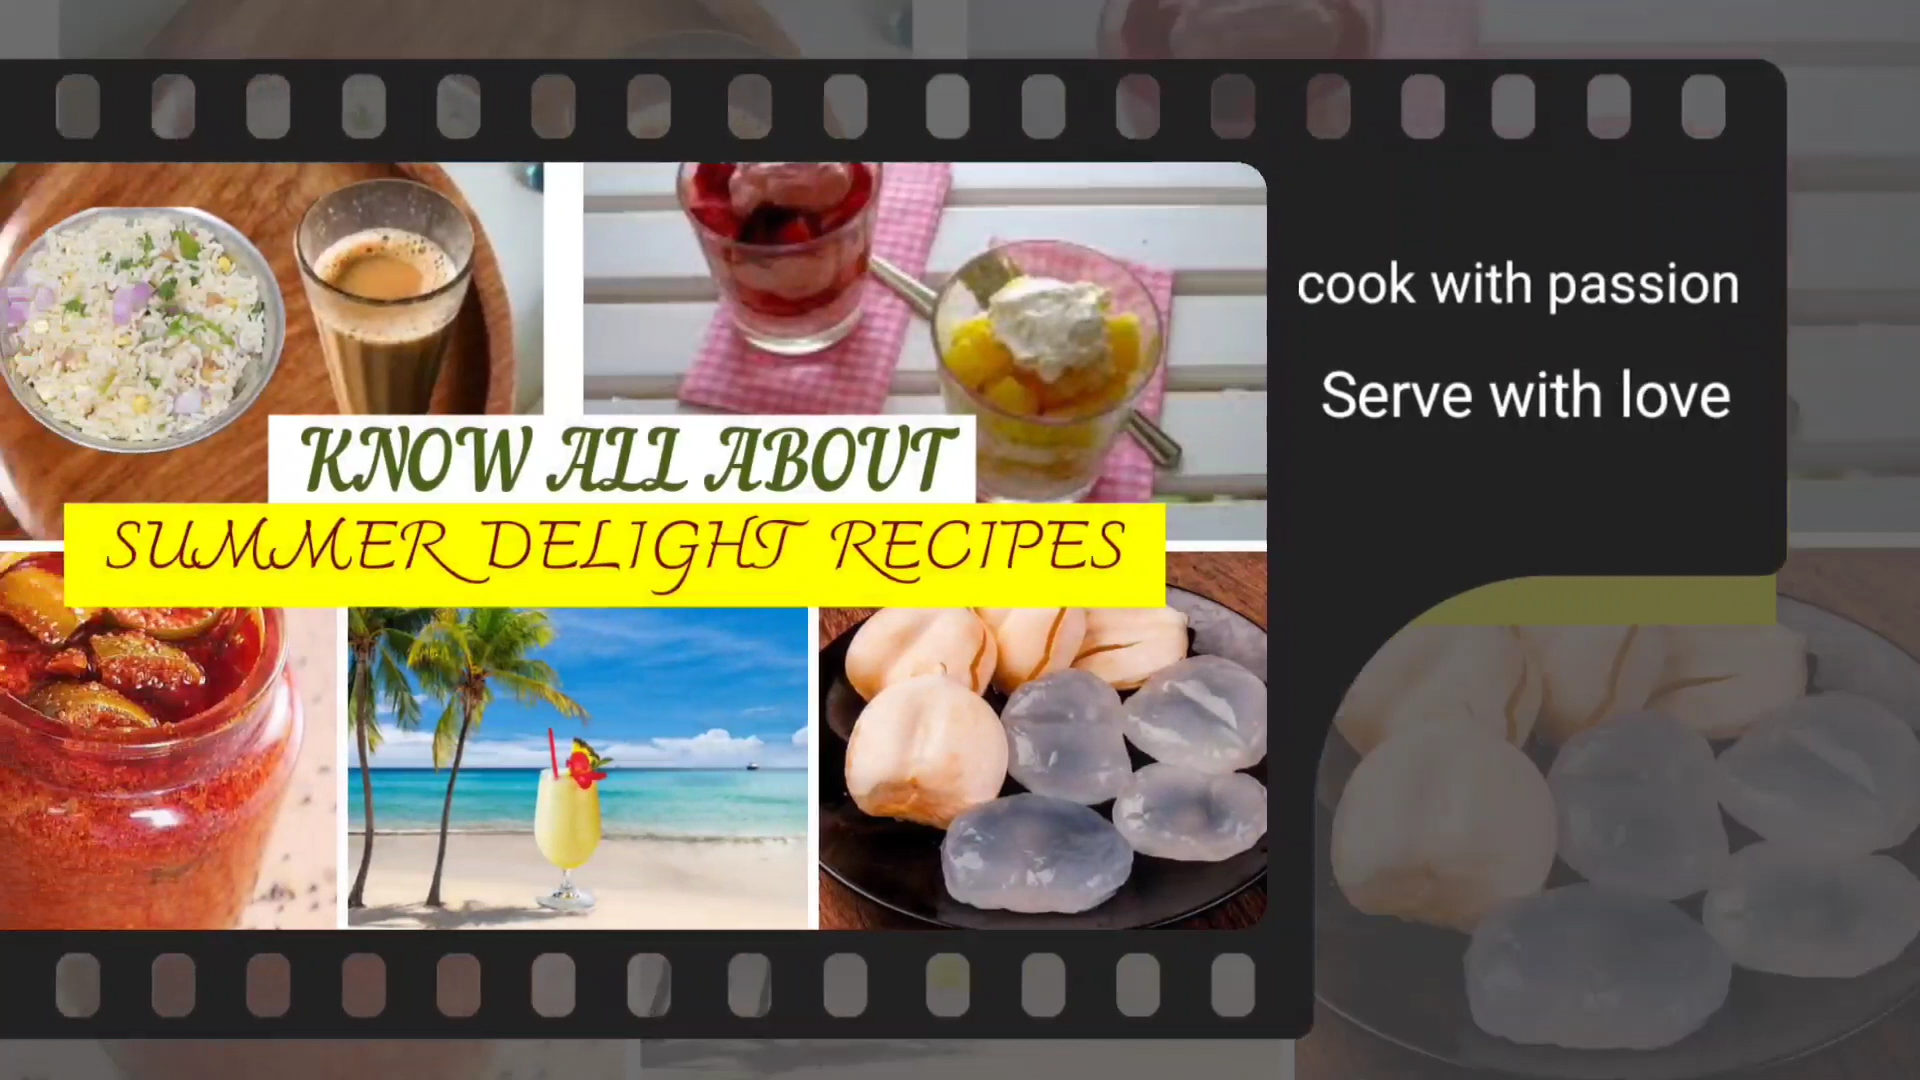 KNOW ALL ABOUT
SUMMER DELIGHT RECIPES
cook with passion
Serve with love